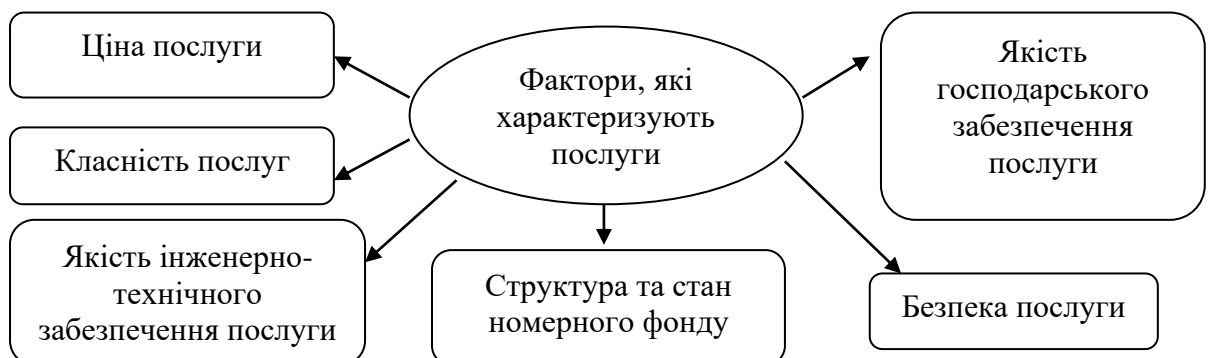 Ціна послуги
Класність послуг
Якість інженерно-
технічного
забезпечення послуги
Фактори, які
характеризують
послуги
Структура та стан
номерного фонду
Якість
господарського
забезпечення
послуги
Безпека послуги